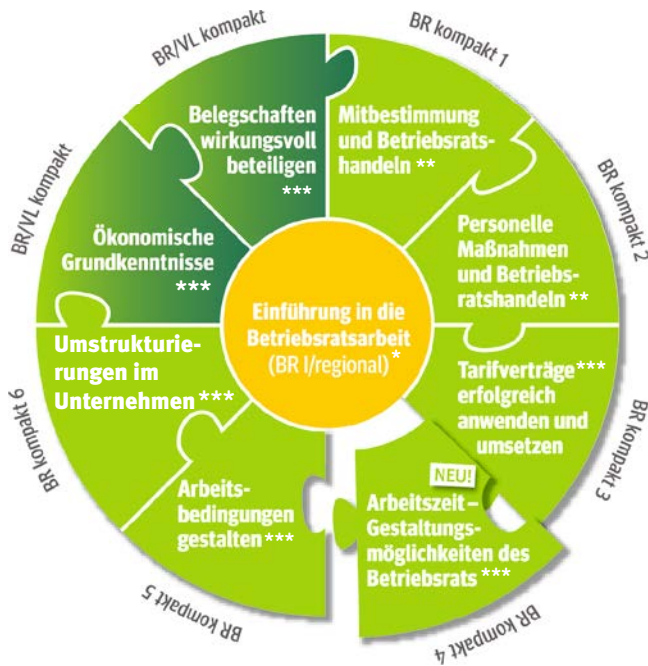 BR/VL kompakt
Belegschaften
wirkungsvoll
beteiligen
***
BR kompakt 1
Mitbestimmung
und Betriebsrats-
handeln **
BR kompakt 2
Personelle
Maßnahmen
und Betriebs-
ratshandeln **
BR kompakt 3
Tarifverträge ***
erfolgreich
anwenden und
umsetzen
BR kompakt 4
NEU!
Arbeitszeit –
Gestaltungs-
möglichkeiten des
Betriebsrats ***
BR kompakt 5
Arbeits-
bedingungen
gestalten ***
BR kompakt 6
Umstrukturie-
rungen im
Unternehmen ***
BR/VL kompakt
Ökonomische
Grundkenntnisse
***
Einführung in die
Betriebsratsarbeit
(BR I/regional) *